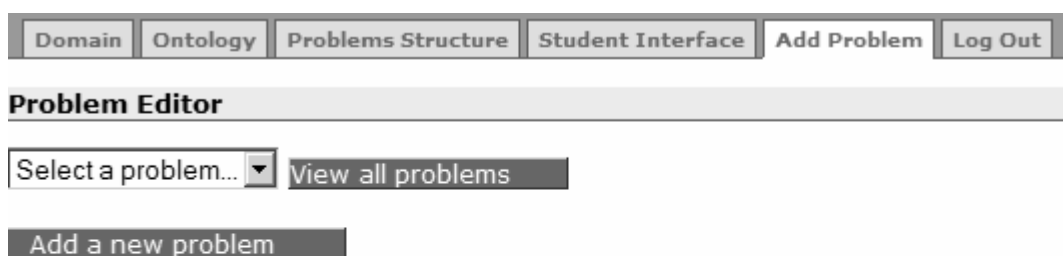 Domain Ontology Problems Structure Student Interface Add Problem Log Out
Problem Editor
Select a problem... View all problems
Add a new problem